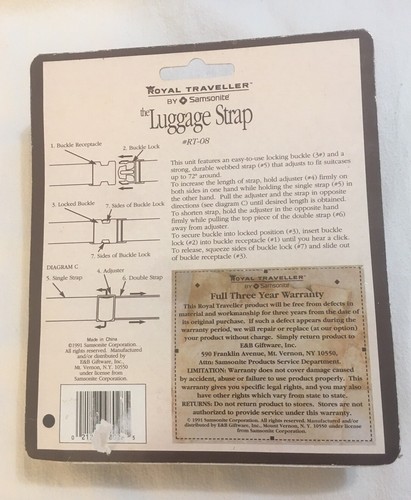 ROYAL TRAVELLER™
BY Samsonite®
the Luggage Strap
#RT-08
1. Buckle Receptacle
2. Buckle Lock
3. Locked Buckle
7. Sides of Buckle Lock
7. Sides of Buckle Lock
DIAGRAM C
4. Adjuster
5. Single Strap
6. Double Strap
This unit features an easy-to-use locking buckle (3#) and a
strong, durable webbed strap (#5) that adjusts to fit suitcases
up to 72" around.
To increase the length of strap, hold adjuster (#4) firmly on
both sides in one hand while holding the single strap (#5) in
the other hand. Pull the adjuster and the strap in opposite
directions (see diagram C) until desired length is obtained.
To shorten strap, hold the adjuster in the opposite hand
while pulling the top piece of the double strap (#6)
away from adjuster.
To secure buckle into locked position (#3), insert buckle
lock (#2) into buckle receptacle (#1) until you hear a click.
To release, squeeze sides of buckle lock (#7) and slide out
of buckle receptacle (#3).
Made in China
©1991 Samsonite Corporation.
All rights reserved. Manufactured
and/or distributed by
E&B Giftware, Inc.
Mt. Vernon, N.Y. 10550
under license from
Samsonite Corporation.
ROYAL TRAVELLER™
BY Samsonite
Full Three Year Warranty
This Royal Traveller product will be free from defects in
material and workmanship for three years from the date of
its original purchase. If such a defect appears during the
warranty period, we will repair or replace (at our option)
your product without charge. Simply return product to
E&B Giftware, Inc.
590 Franklin Avenue, Mt. Vernon, NY 10550,
Attn: Samsonite Products Service Department.
LIMITATION: Warranty does not cover damage caused
by accident, abuse or failure to use product properly. This
warranty gives you specific legal rights, and you may also
have other rights which vary from state to state.
RETURNS: Do not return product to stores. Stores are not
authorized to provide service under this warranty.
© 1991 Samsonite Corporation. All rights reserved. Manufactured and/or
distributed by E&B Giftware, Inc., Mount Vernon, N.Y. 10550 under license
from Samsonite Corporation.